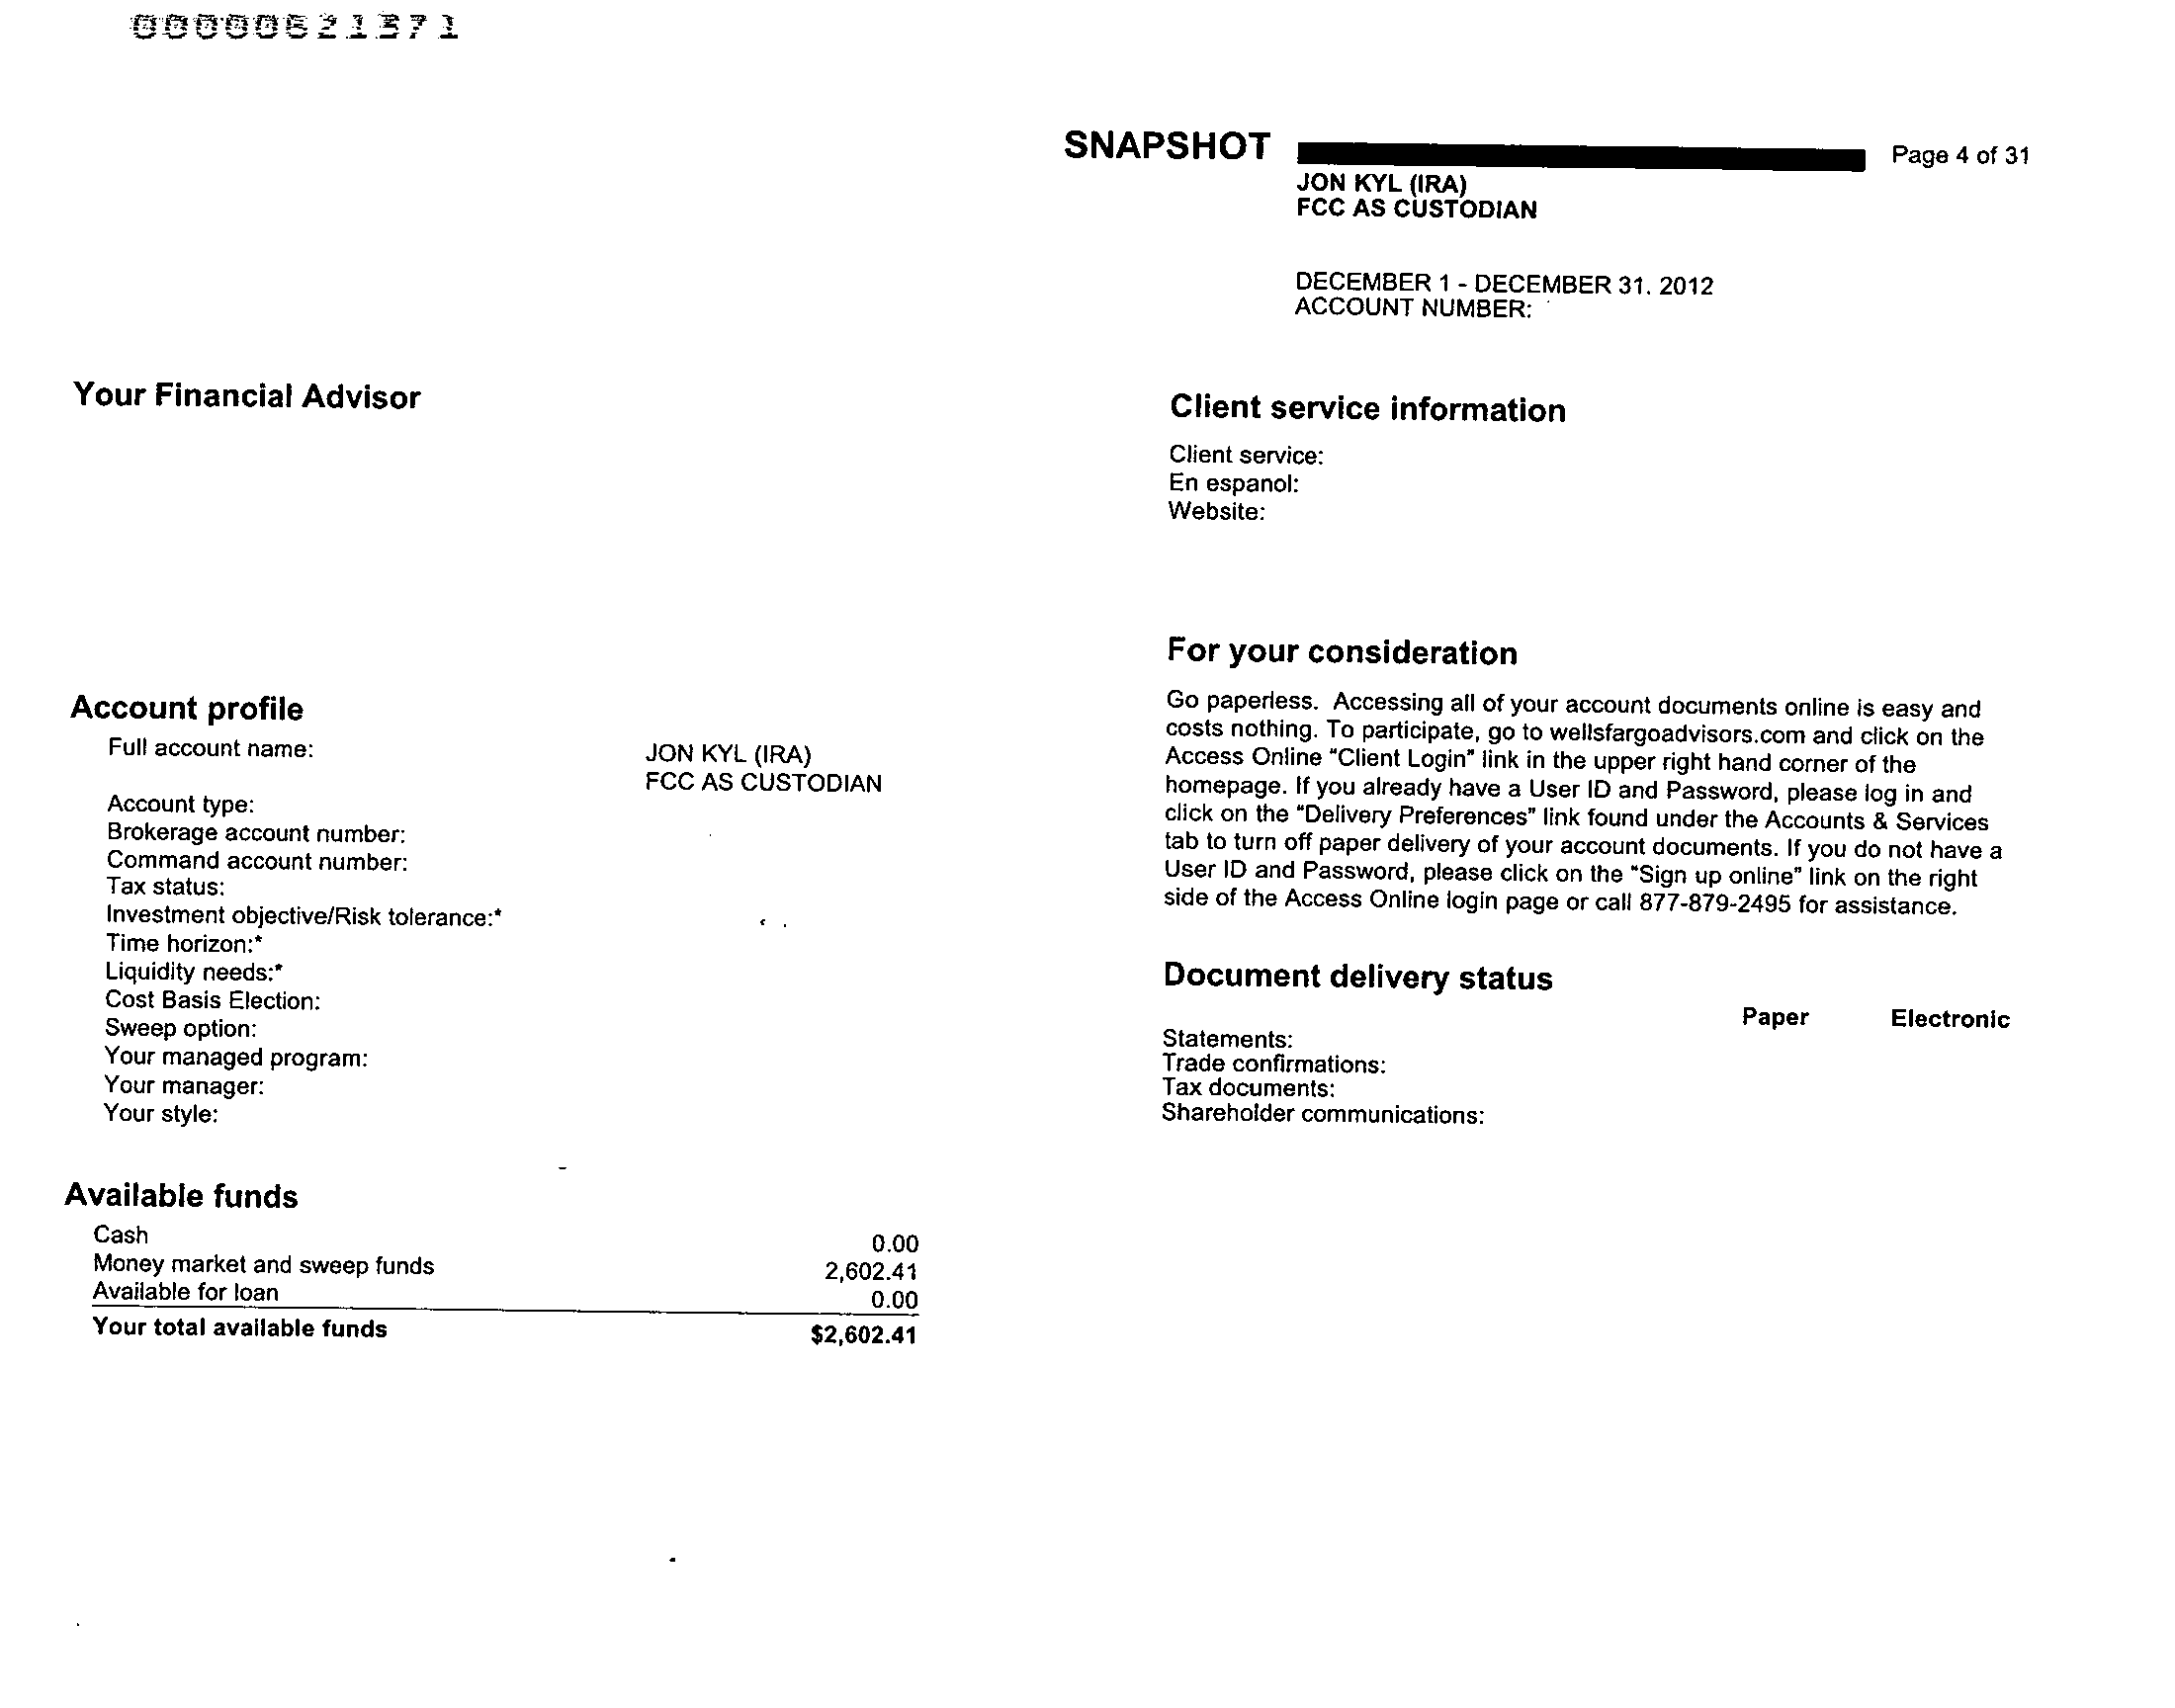 00000621371
SNAPSHOT
Page 4 of 31
JON KYL (IRA)
FCC AS CUSTODIAN
DECEMBER 1 - DECEMBER 31. 2012
ACCOUNT NUMBER:
Your Financial Advisor
Client service information
Client service:
En espanol:
Website:
For your consideration
Go paperless. Accessing all of your account documents online is easy and
costs nothing. To participate, go to wellsfargoadvisors.com and click on the
Access Online "Client Login" link in the upper right hand corner of the
homepage. If you already have a User ID and Password, please log in and
click on the "Delivery Preferences" link found under the Accounts & Services
tab to turn off paper delivery of your account documents. If you do not have a
User ID and Password, please click on the "Sign up online" link on the right
side of the Access Online login page or call 877-879-2495 for assistance.
Account profile
Full account name: JON KYL (IRA)
FCC AS CUSTODIAN
Account type:
Brokerage account number:
Command account number:
Tax status:
Investment objective/Risk tolerance:*
Time horizon:*
Liquidity needs:*
Cost Basis Election:
Sweep option:
Your managed program:
Your manager:
Your style:
Document delivery status
Paper Electronic
Statements:
Trade confirmations:
Tax documents:
Shareholder communications:
Available funds
Cash 0.00
Money market and sweep funds 2,602.41
Available for loan 0.00
Your total available funds $2,602.41